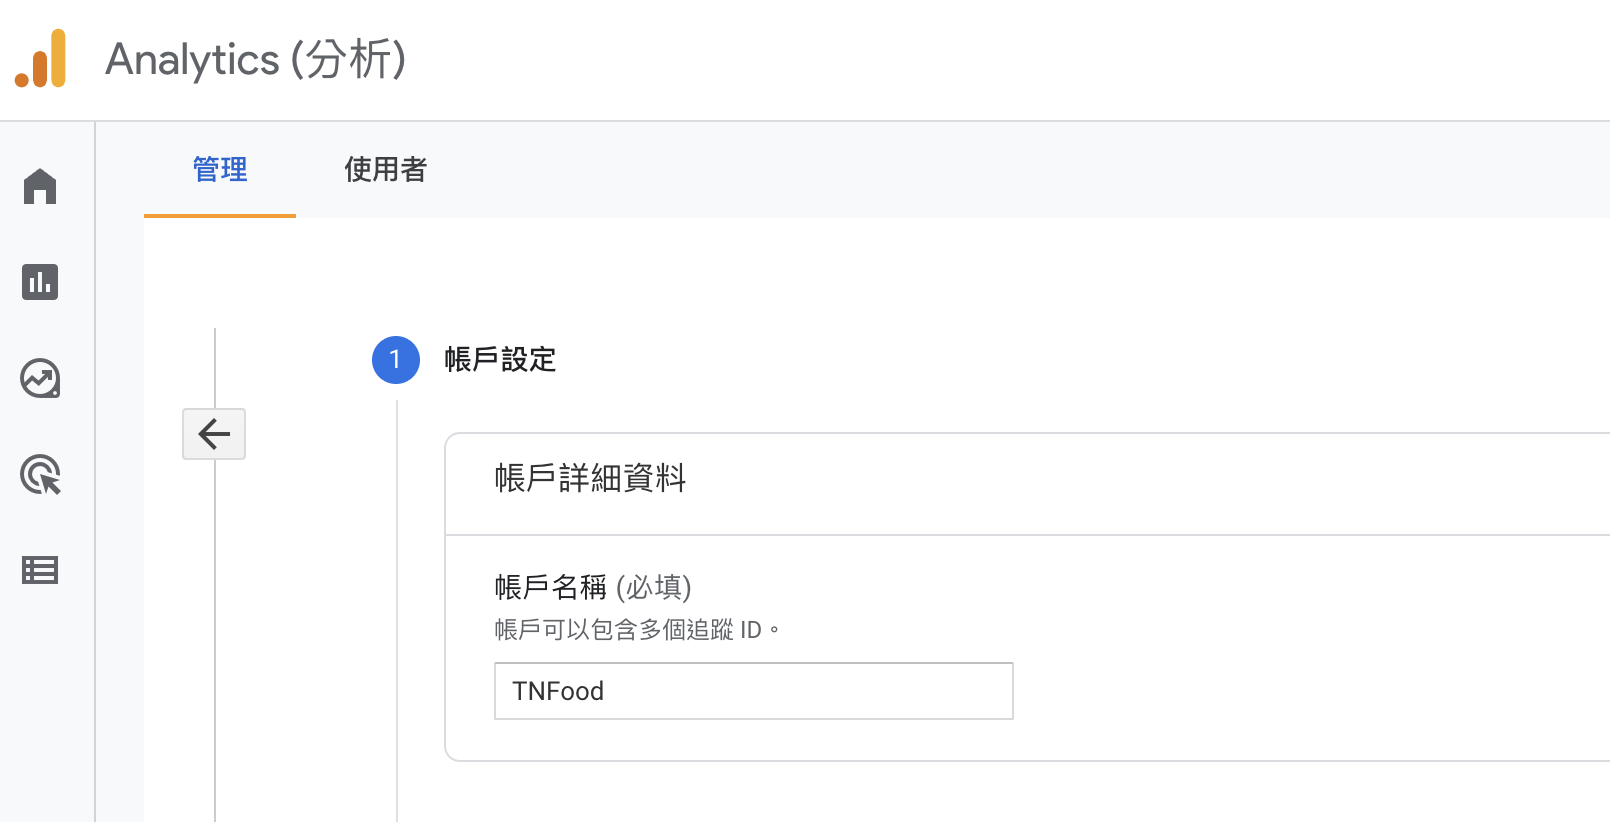 Analytics (分析)
管理
使用者
1
帳戶設定
帳戶詳細資料
帳戶名稱 (必填)
帳戶可以包含多個追蹤 ID。
TNFood